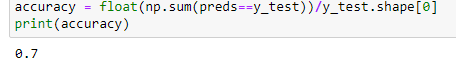 accuracy = float(np.sum(preds==y_test))/y_test.shape[0]
print(accuracy)
0.7